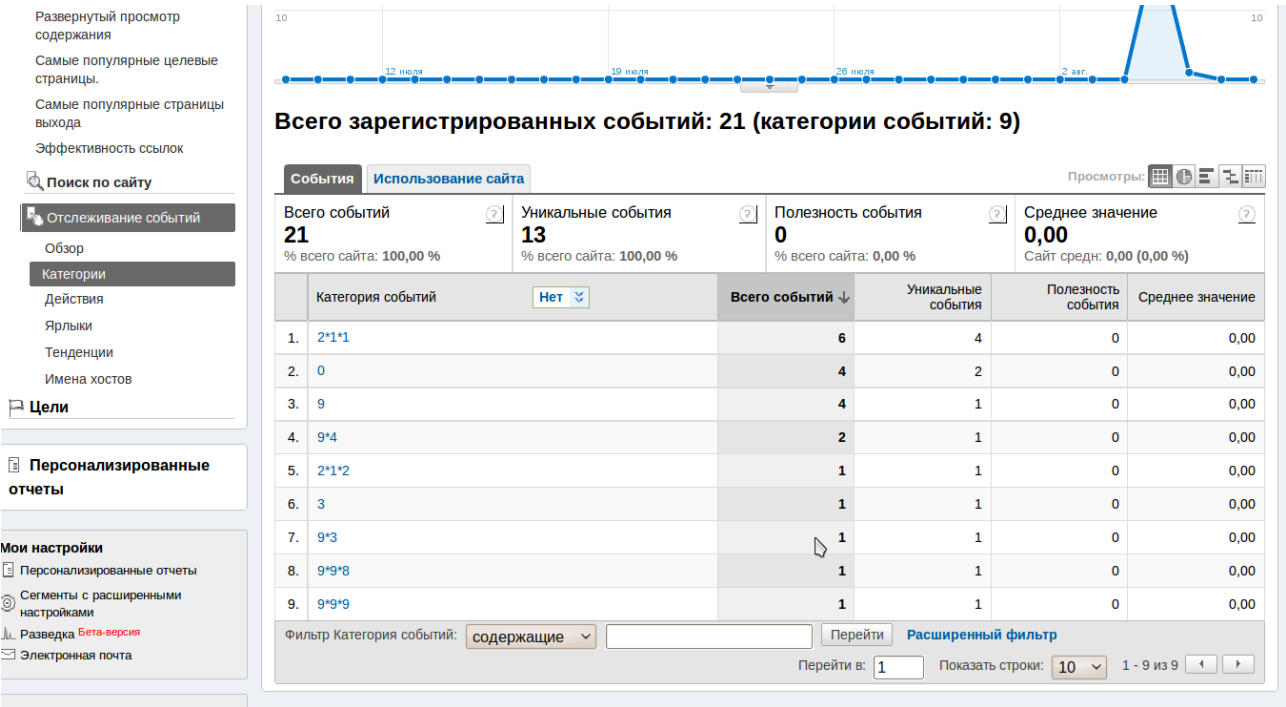 Развернутый просмотр
содержания
Самые популярные целевые
страницы.
Самые популярные страницы
выхода
Эффективность ссылок
Поиск по сайту
Отслеживание событий
Обзор
Категории
Действия
Ярлыки
Тенденции
Имена хостов
Цели
Персонализированные
отчеты
Мои настройки
Персонализированные отчеты
Сегменты с расширенными
настройками
Разведка Бета-версия
Электронная почта
10 10
12 июля 19 июля 26 июля 2 авг.
Всего зарегистрированных событий: 21 (категории событий: 9)
События Использование сайта Просмотры:
Всего событий ? Уникальные события ? Полезность события ? Среднее значение ?
21 13 0 0,00
% всего сайта: 100,00 % % всего сайта: 100,00 % % всего сайта: 0,00 % Сайт средн: 0,00 (0,00 %)
Категория событий Нет Всего событий Уникальные события Полезность события Среднее значение
1. 2*1*1 6 4 0 0,00
2. 0 4 2 0 0,00
3. 9 4 1 0 0,00
4. 9*4 2 1 0 0,00
5. 2*1*2 1 1 0 0,00
6. 3 1 1 0 0,00
7. 9*3 1 1 0 0,00
8. 9*9*8 1 1 0 0,00
9. 9*9*9 1 1 0 0,00
Фильтр Категория событий: содержащие Перейти Расширенный фильтр
Перейти в: 1 Показать строки: 10 1 - 9 из 9